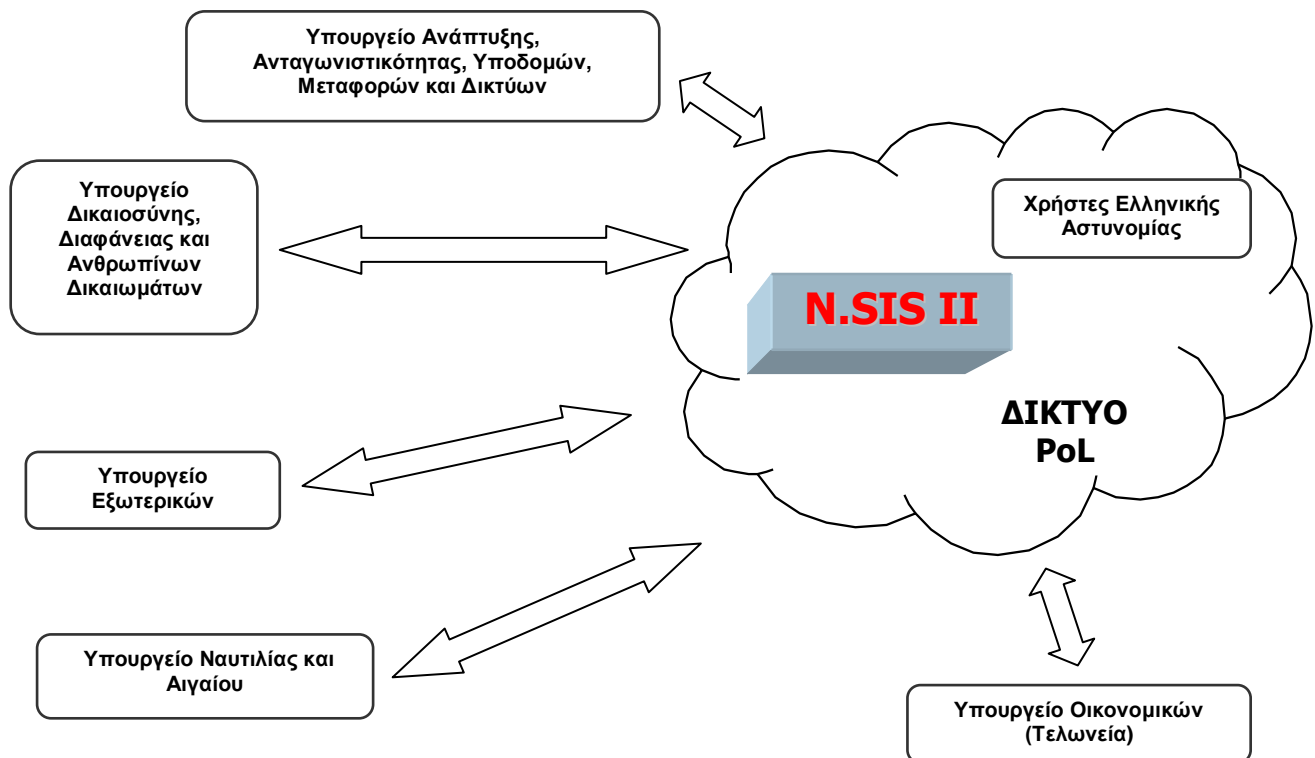 Υπουργείο Ανάπτυξης,
Ανταγωνιστικότητας, Υποδομών,
Μεταφορών και Δικτύων
Υπουργείο
Δικαιοσύνης,
Διαφάνειας και
Ανθρωπίνων
Δικαιωμάτων
Χρήστες Ελληνικής
Αστυνομίας
N.SIS II
ΔΙΚΤΥΟ
PoL
Υπουργείο
Εξωτερικών
Υπουργείο Ναυτιλίας και
Αιγαίου
Υπουργείο Οικονομικών
(Τελωνεία)